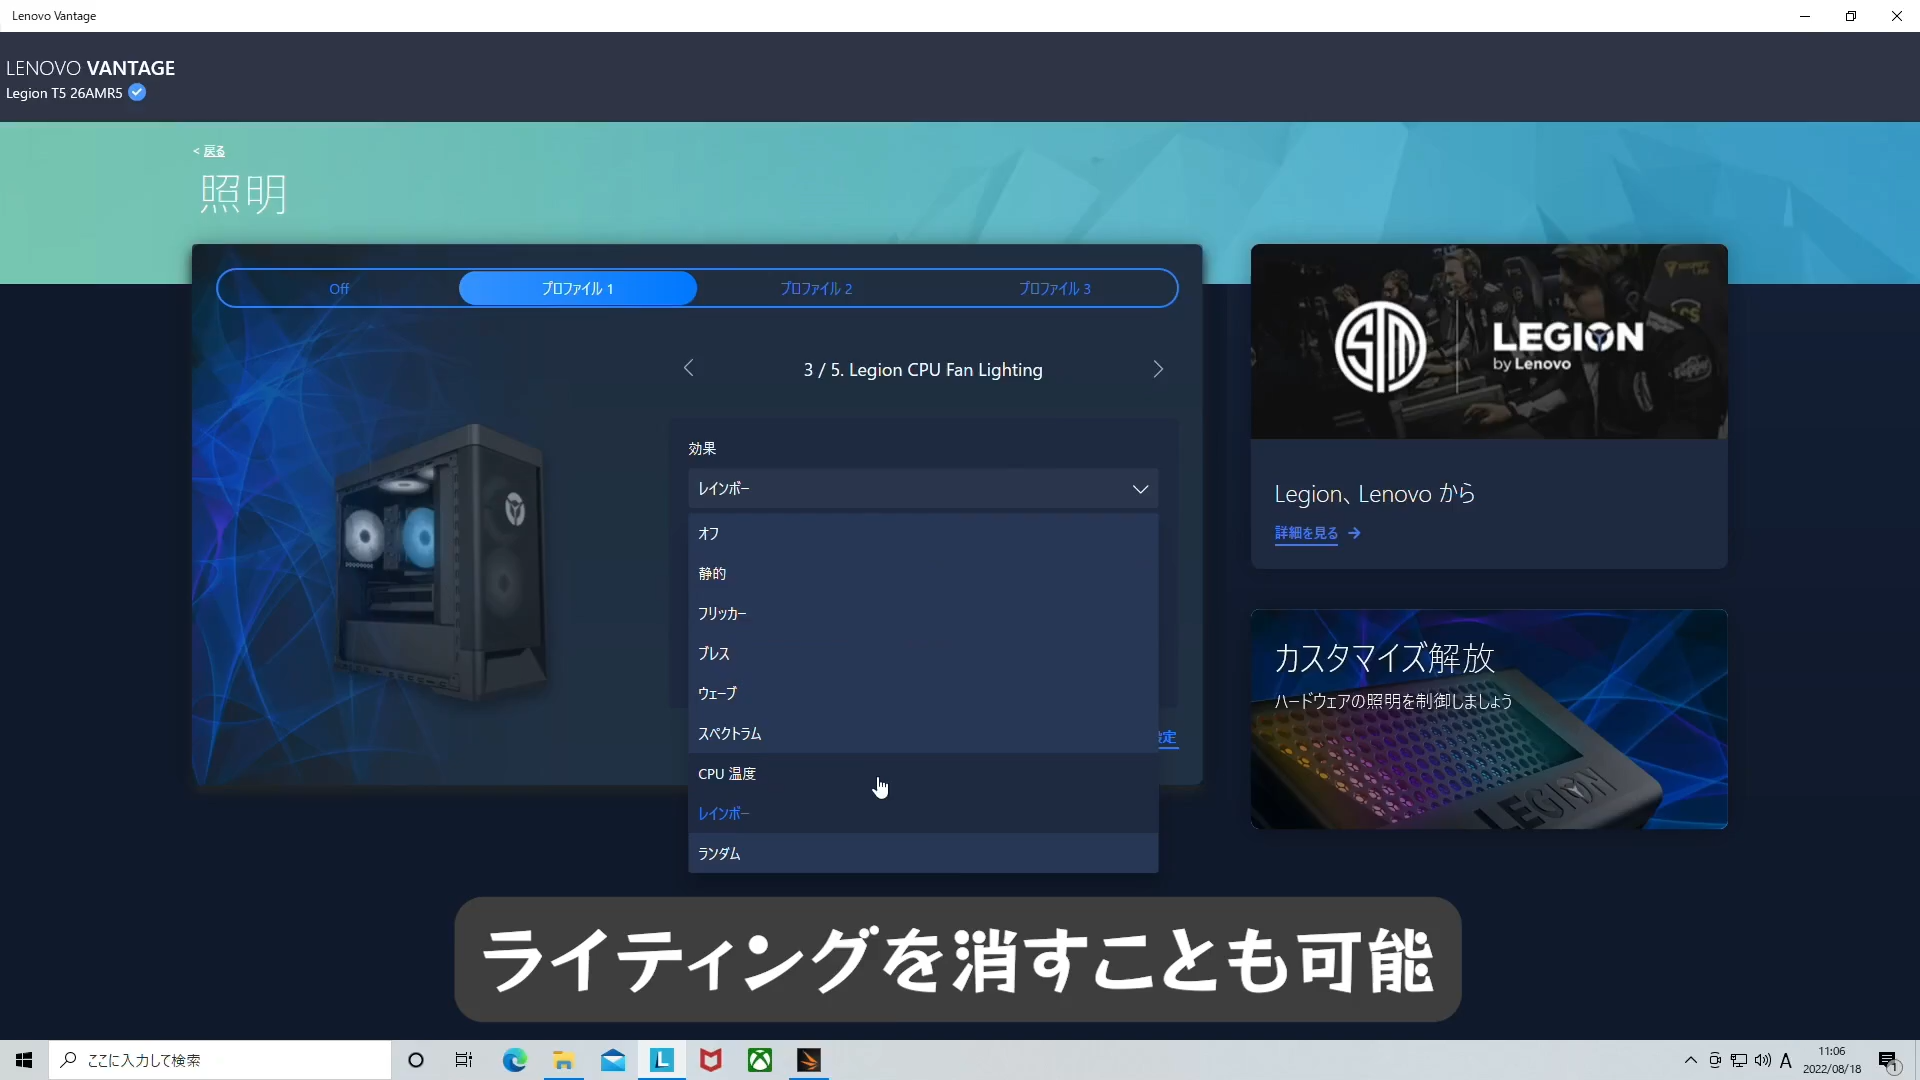 Lenovo Vantage
LENOVO VANTAGE
Legion T5 26AMR5
< 戻る
照明
Off
プロファイル 1
プロファイル 2
プロファイル 3
3 / 5. Legion CPU Fan Lighting
効果
レインボー
オフ
静的
フリッカー
ブレス
ウェーブ
スペクトラム
CPU 温度
レインボー
ランダム
定
TSM
LEGION
by Lenovo
Legion、Lenovo から
詳細を見る
カスタマイズ解放
ハードウェアの照明を制御しましょう
LEGION
ライティングを消すことも可能
ここに入力して検索
A
11:06
2022/08/18
1